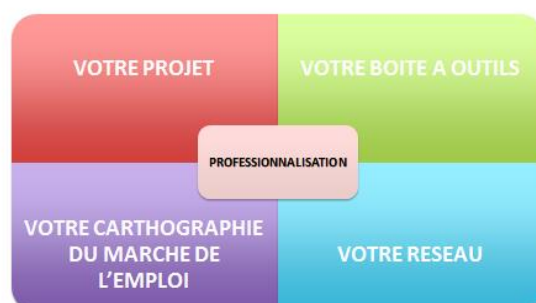 VOTRE PROJET
VOTRE BOITE A OUTILS
PROFESSIONNALISATION
VOTRE CARTHOGRAPHIE
DU MARCHE DE
L'EMPLOI
VOTRE RESEAU